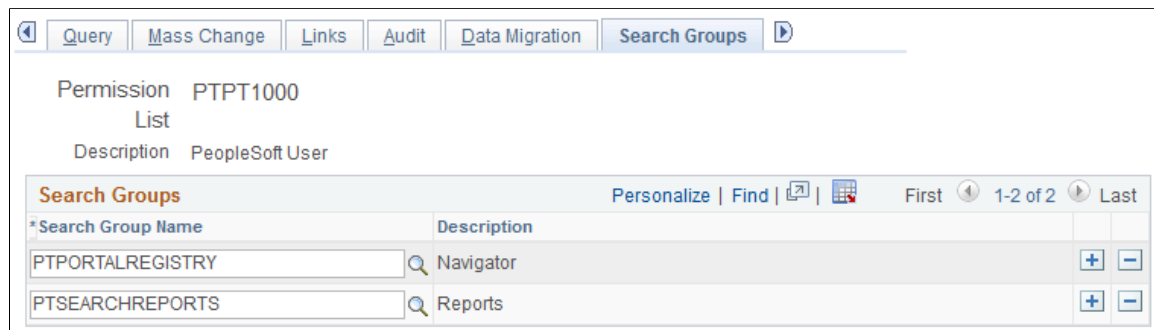 Query Mass Change Links Audit Data Migration Search Groups
Permission List PTPT1000
Description PeopleSoft User
Search Groups Personalize | Find | | First 1-2 of 2 Last
*Search Group Name Description
PTPORTALREGISTRY Navigator
PTSEARCHREPORTS Reports